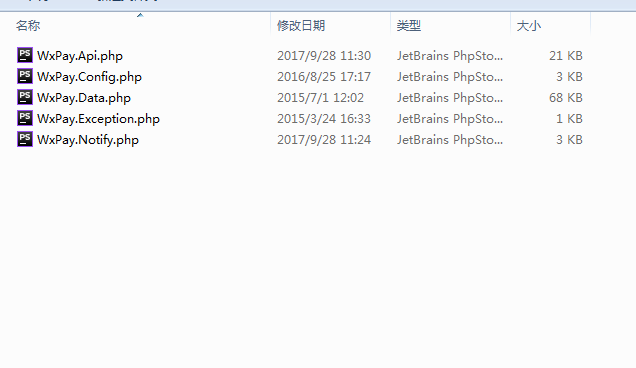 名称 修改日期 类型 大小
WxPay.Api.php 2017/9/28 11:30 JetBrains PhpSto... 21 KB
WxPay.Config.php 2016/8/25 17:17 JetBrains PhpSto... 3 KB
WxPay.Data.php 2015/7/1 12:02 JetBrains PhpSto... 68 KB
WxPay.Exception.php 2015/3/24 16:33 JetBrains PhpSto... 1 KB
WxPay.Notify.php 2017/9/28 11:24 JetBrains PhpSto... 3 KB